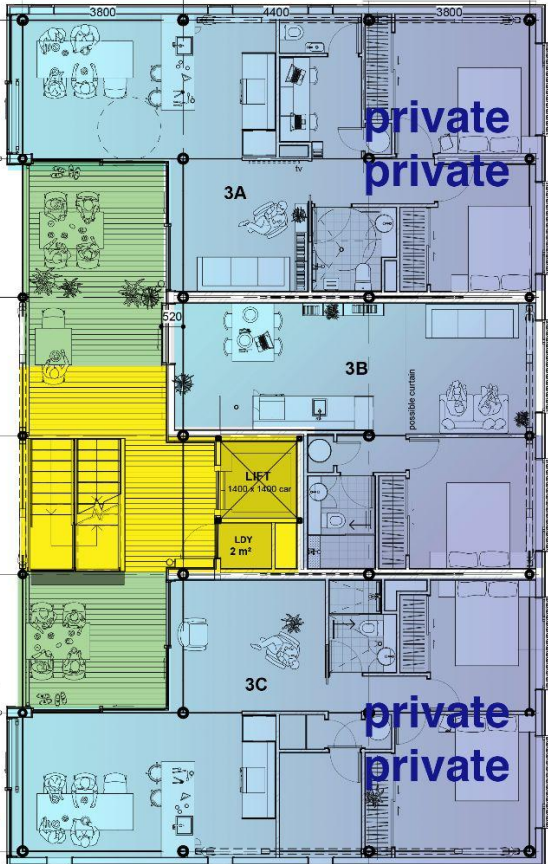 3800
4400
3800
private
private
tv
3A
520
3B
possible curtain
LIFT
1400 x 1400 car
LDY
2 m²
3C
private
private